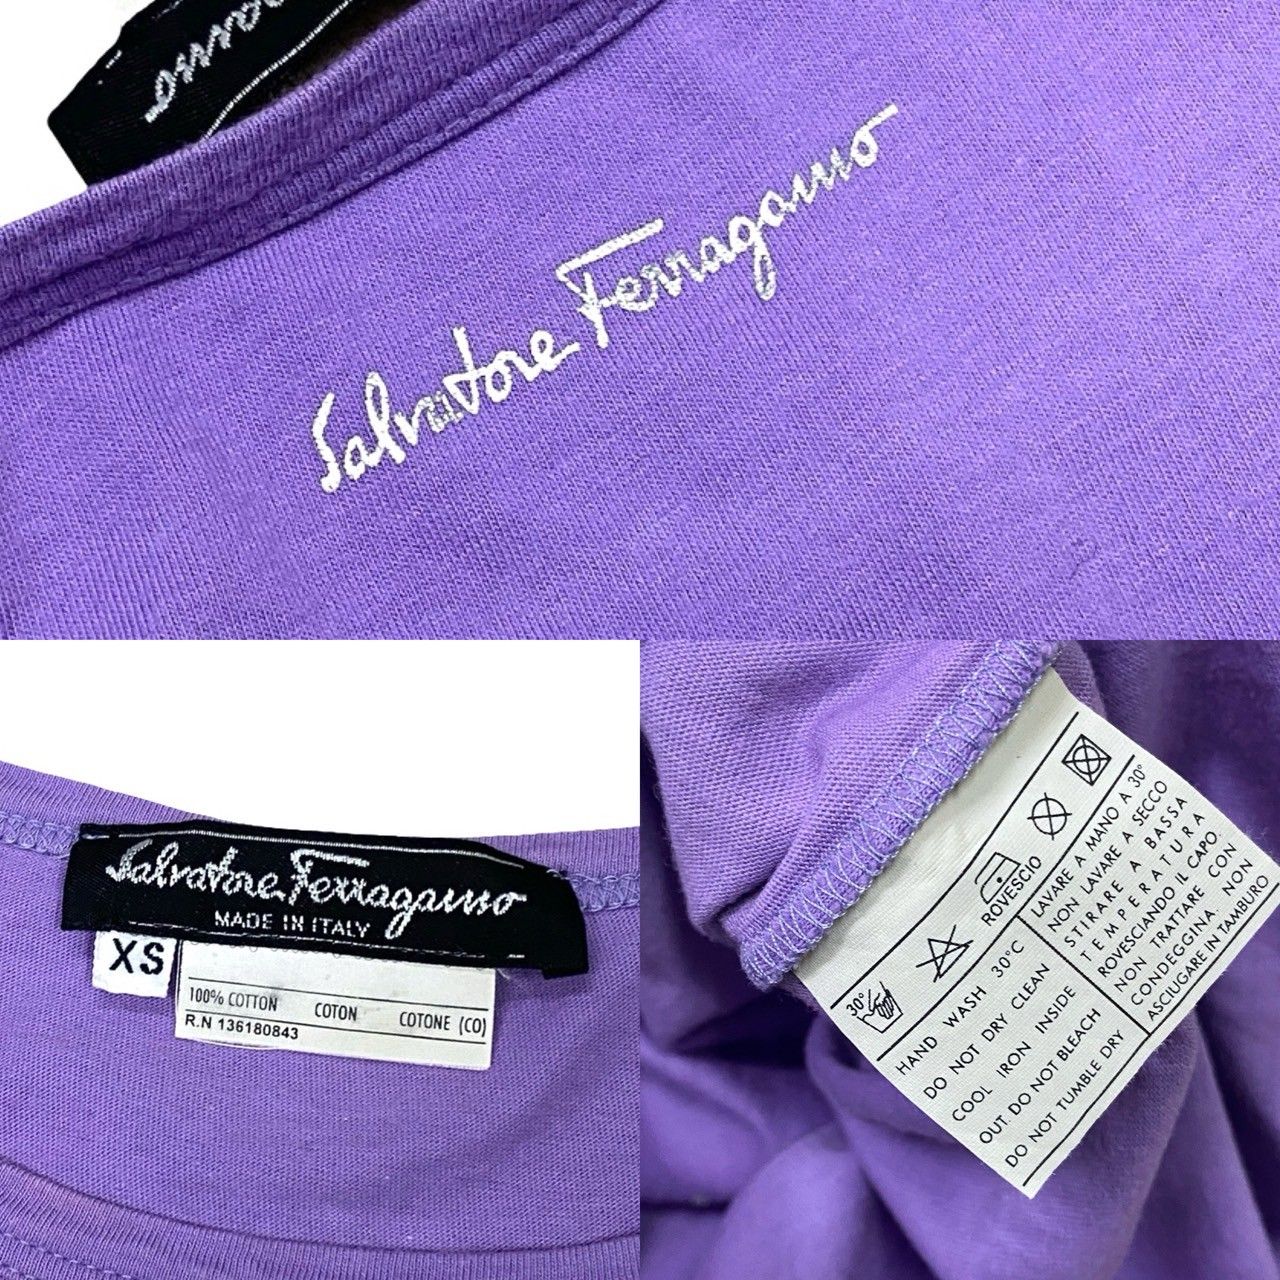 Salvatore Ferragamo
Salvatore Ferragamo
MADE IN ITALY
XS
100% COTTON COTON COTONE (CO)
R.N 136180843
30°
ROVESCIO
HAND WASH 30°C
DO NOT DRY CLEAN
COOL IRON INSIDE
OUT. DO NOT BLEACH
DO NOT TUMBLE DRY
LAVARE A MANO A 30°
NON LAVARE A SECCO
STIRARE A BASSA
TEMPERATURA
ROVESCIANDO IL CAPO.
NON TRATTARE CON
CONDEGGINA. NON
ASCIUGARE IN TAMBURO